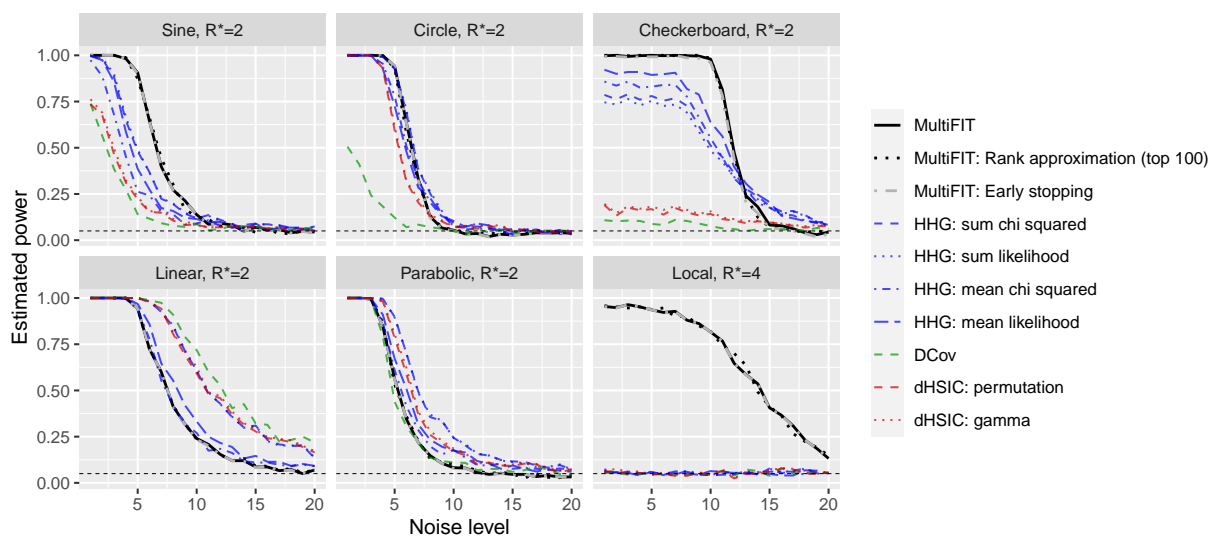 Sine, R*=2
Circle, R*=2
Checkerboard, R*=2
1.00
0.75
0.50
0.25
0.00
Linear, R*=2
Parabolic, R*=2
Local, R*=4
1.00
0.75
0.50
0.25
0.00
5 10 15 20
5 10 15 20
5 10 15 20
Estimated power
Noise level
MultiFIT
MultiFIT: Rank approximation (top 100)
MultiFIT: Early stopping
HHG: sum chi squared
HHG: sum likelihood
HHG: mean chi squared
HHG: mean likelihood
DCov
dHSIC: permutation
dHSIC: gamma